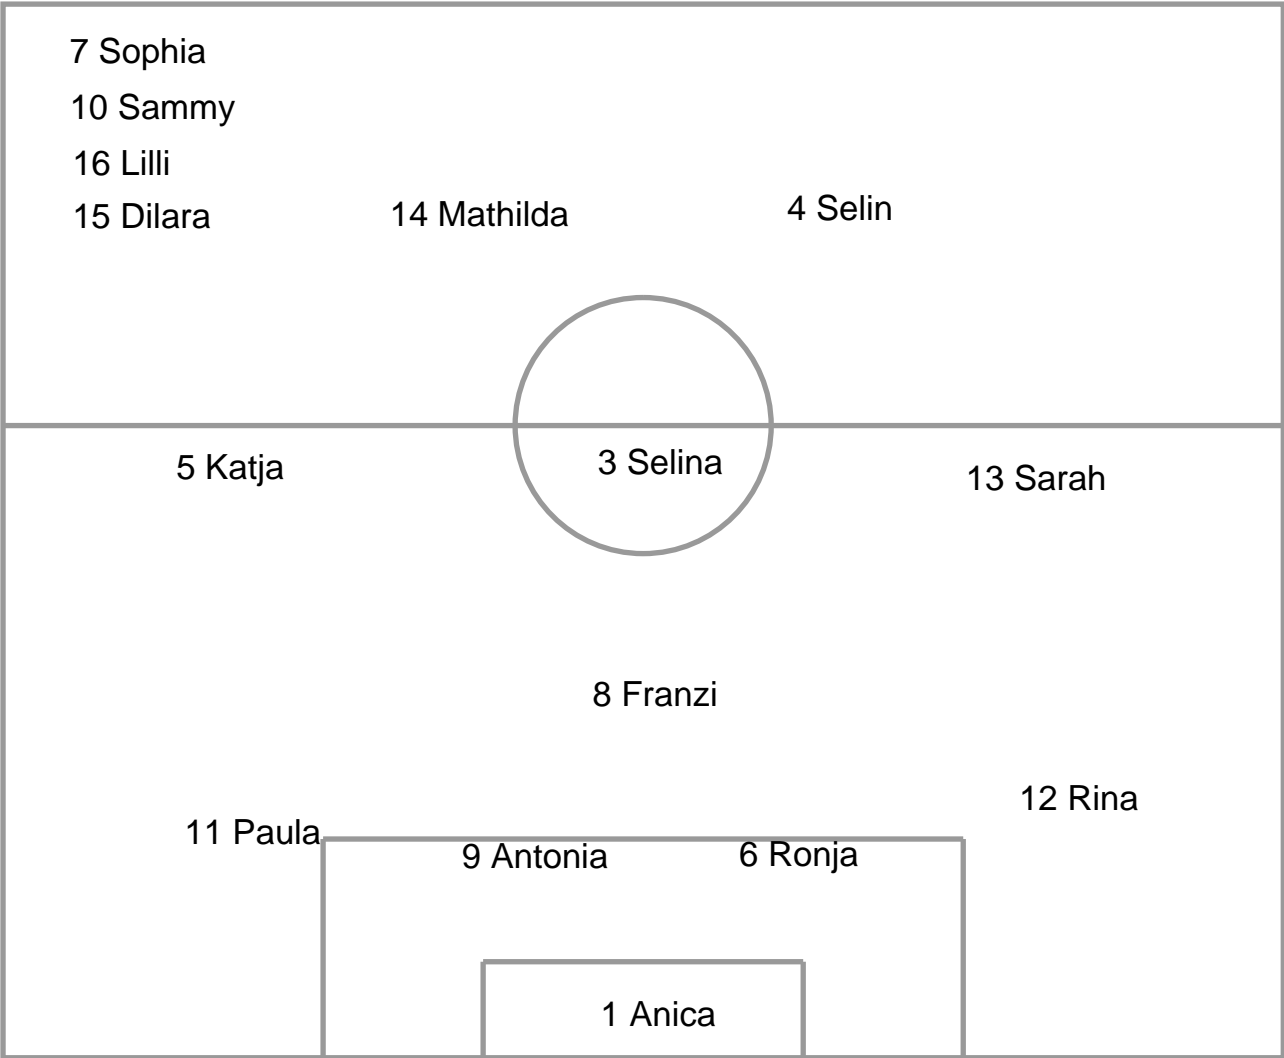 7 Sophia
10 Sammy
16 Lilli
15 Dilara
14 Mathilda
4 Selin
5 Katja
3 Selina
13 Sarah
8 Franzi
12 Rina
11 Paula
9 Antonia
6 Ronja
1 Anica